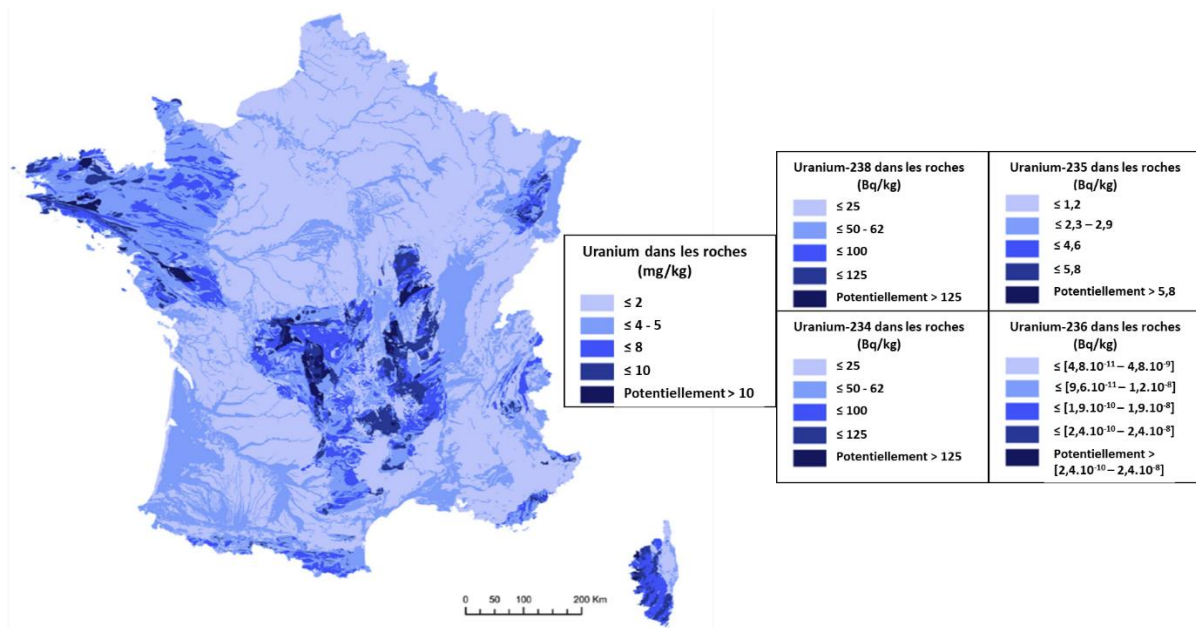 Uranium dans les roches
(mg/kg)
≤ 2
≤ 4 - 5
≤ 8
≤ 10
Potentiellement > 10
Uranium-238 dans les roches
(Bq/kg)
≤ 25
≤ 50 - 62
≤ 100
≤ 125
Potentiellement > 125
Uranium-235 dans les roches
(Bq/kg)
≤ 1,2
≤ 2,3 – 2,9
≤ 4,6
≤ 5,8
Potentiellement > 5,8
Uranium-234 dans les roches
(Bq/kg)
≤ 25
≤ 50 - 62
≤ 100
≤ 125
Potentiellement > 125
Uranium-236 dans les roches
(Bq/kg)
≤ [4,8.10⁻¹¹ – 4,8.10⁻⁹]
≤ [9,6.10⁻¹¹ – 1,2.10⁻⁸]
≤ [1,9.10⁻¹⁰ – 1,9.10⁻⁸]
≤ [2,4.10⁻¹⁰ – 2,4.10⁻⁸]
Potentiellement >
[2,4.10⁻¹⁰ – 2,4.10⁻⁸]
0 50 100 200 Km